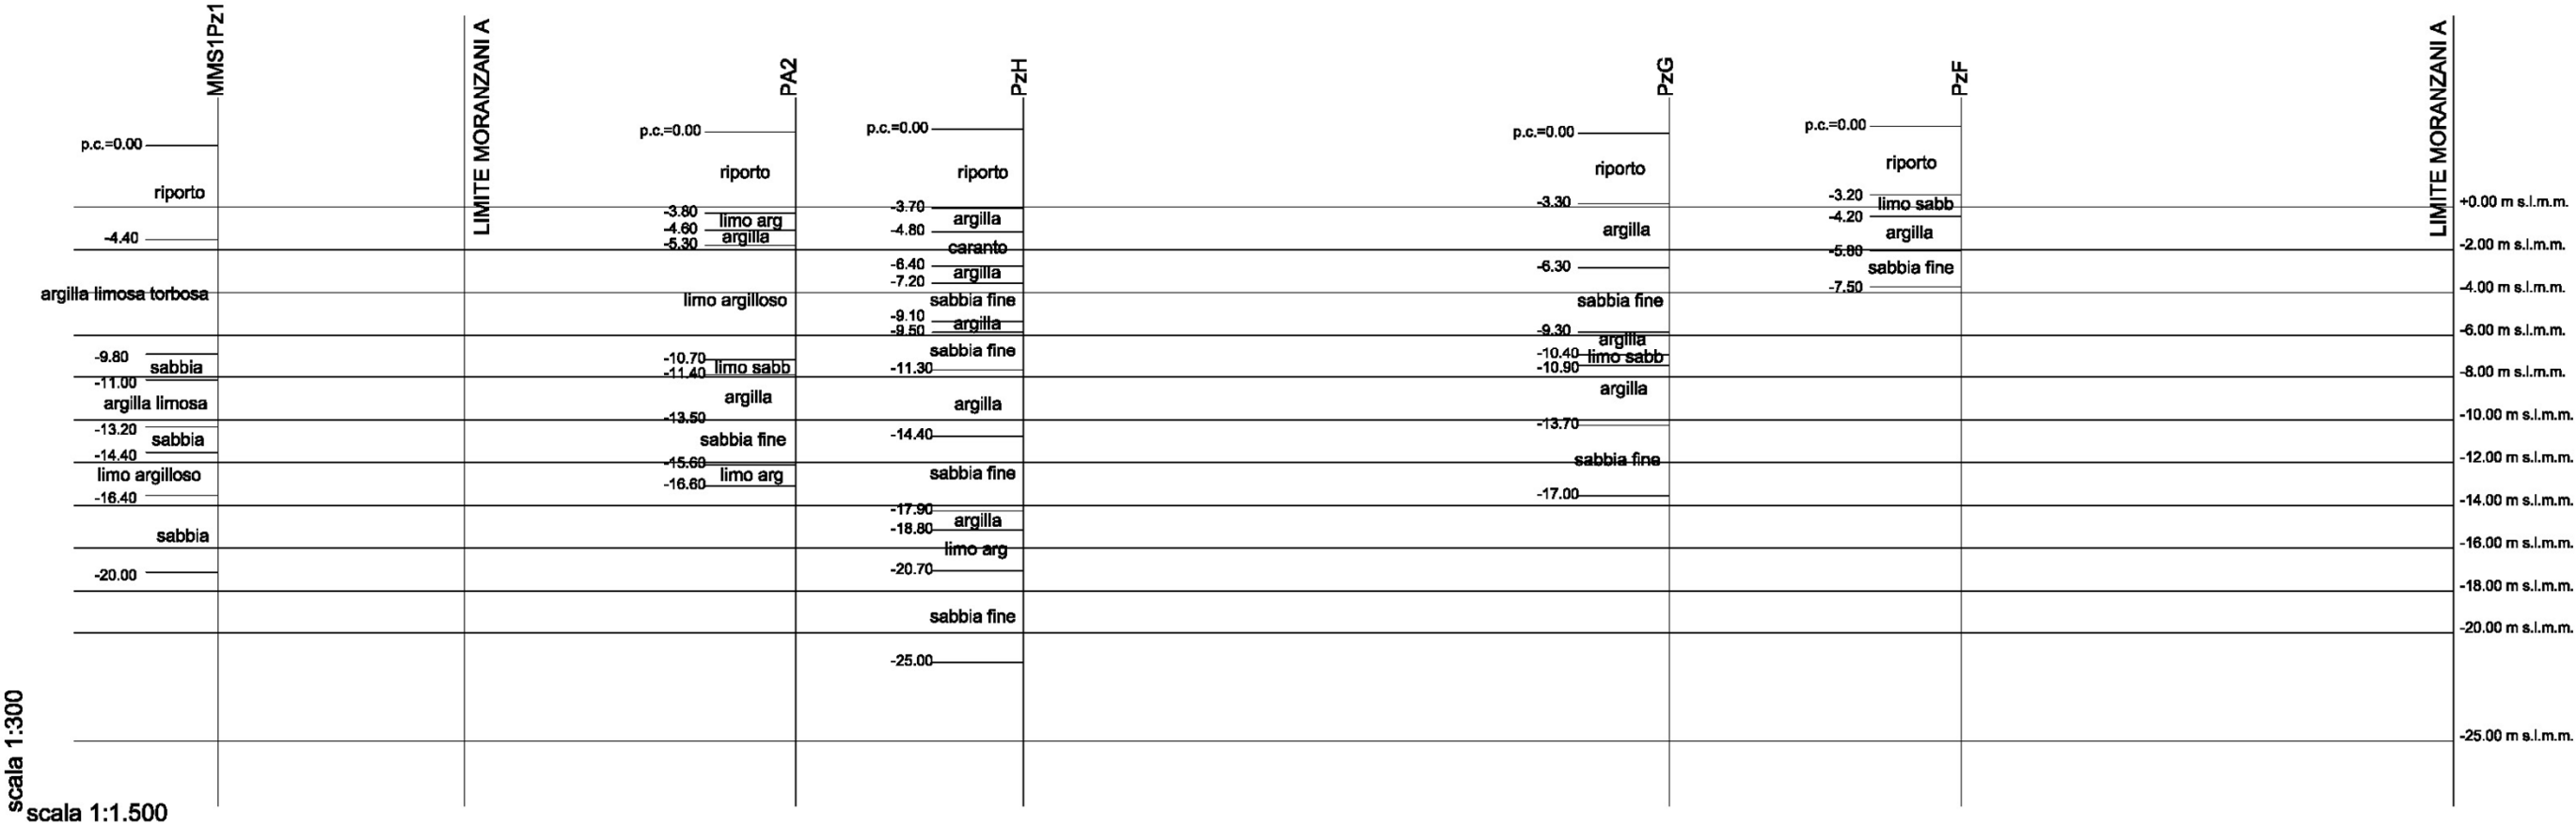 MMS1Pz1
p.c.=0.00
riporto
-4.40
argilla limosa torbosa
-9.80
sabbia
-11.00
argilla limosa
-13.20
sabbia
-14.40
limo argilloso
-16.40
sabbia
-20.00
LIMITE MORANZANI A
PA2
p.c.=0.00
riporto
-3.80
limo arg
-4.60
argilla
-5.30
limo argilloso
-10.70
limo sabb
-11.40
argilla
-13.50
sabbia fine
-15.60
limo arg
-16.60
PzH
p.c.=0.00
riporto
-3.70
argilla
-4.80
caranto
-6.40
argilla
-7.20
sabbia fine
-9.10
argilla
-9.50
sabbia fine
-11.30
argilla
-14.40
sabbia fine
-17.90
argilla
-18.80
limo arg
-20.70
sabbia fine
-25.00
PzG
p.c.=0.00
riporto
-3.30
argilla
-6.30
sabbia fine
-9.30
argilla
-10.40
limo sabb
-10.90
argilla
-13.70
sabbia fine
-17.00
PzF
p.c.=0.00
riporto
-3.20
limo sabb
-4.20
argilla
-5.80
sabbia fine
-7.50
LIMITE MORANZANI A
+0.00 m s.l.m.m.
-2.00 m s.l.m.m.
-4.00 m s.l.m.m.
-6.00 m s.l.m.m.
-8.00 m s.l.m.m.
-10.00 m s.l.m.m.
-12.00 m s.l.m.m.
-14.00 m s.l.m.m.
-16.00 m s.l.m.m.
-18.00 m s.l.m.m.
-20.00 m s.l.m.m.
-25.00 m s.l.m.m.
scala 1:300
scala 1:1.500